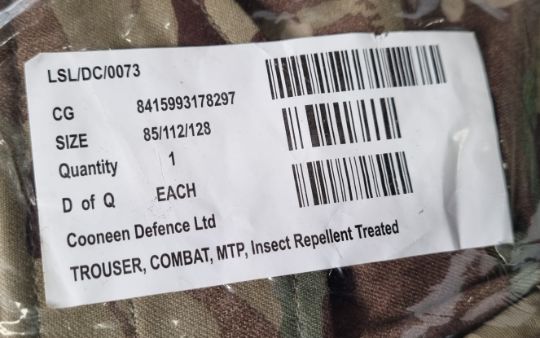 LSL/DC/0073
CG 8415993178297
SIZE 85/112/128
Quantity 1
D of Q EACH
Cooneen Defence Ltd
TROUSER, COMBAT, MTP, Insect Repellent Treated